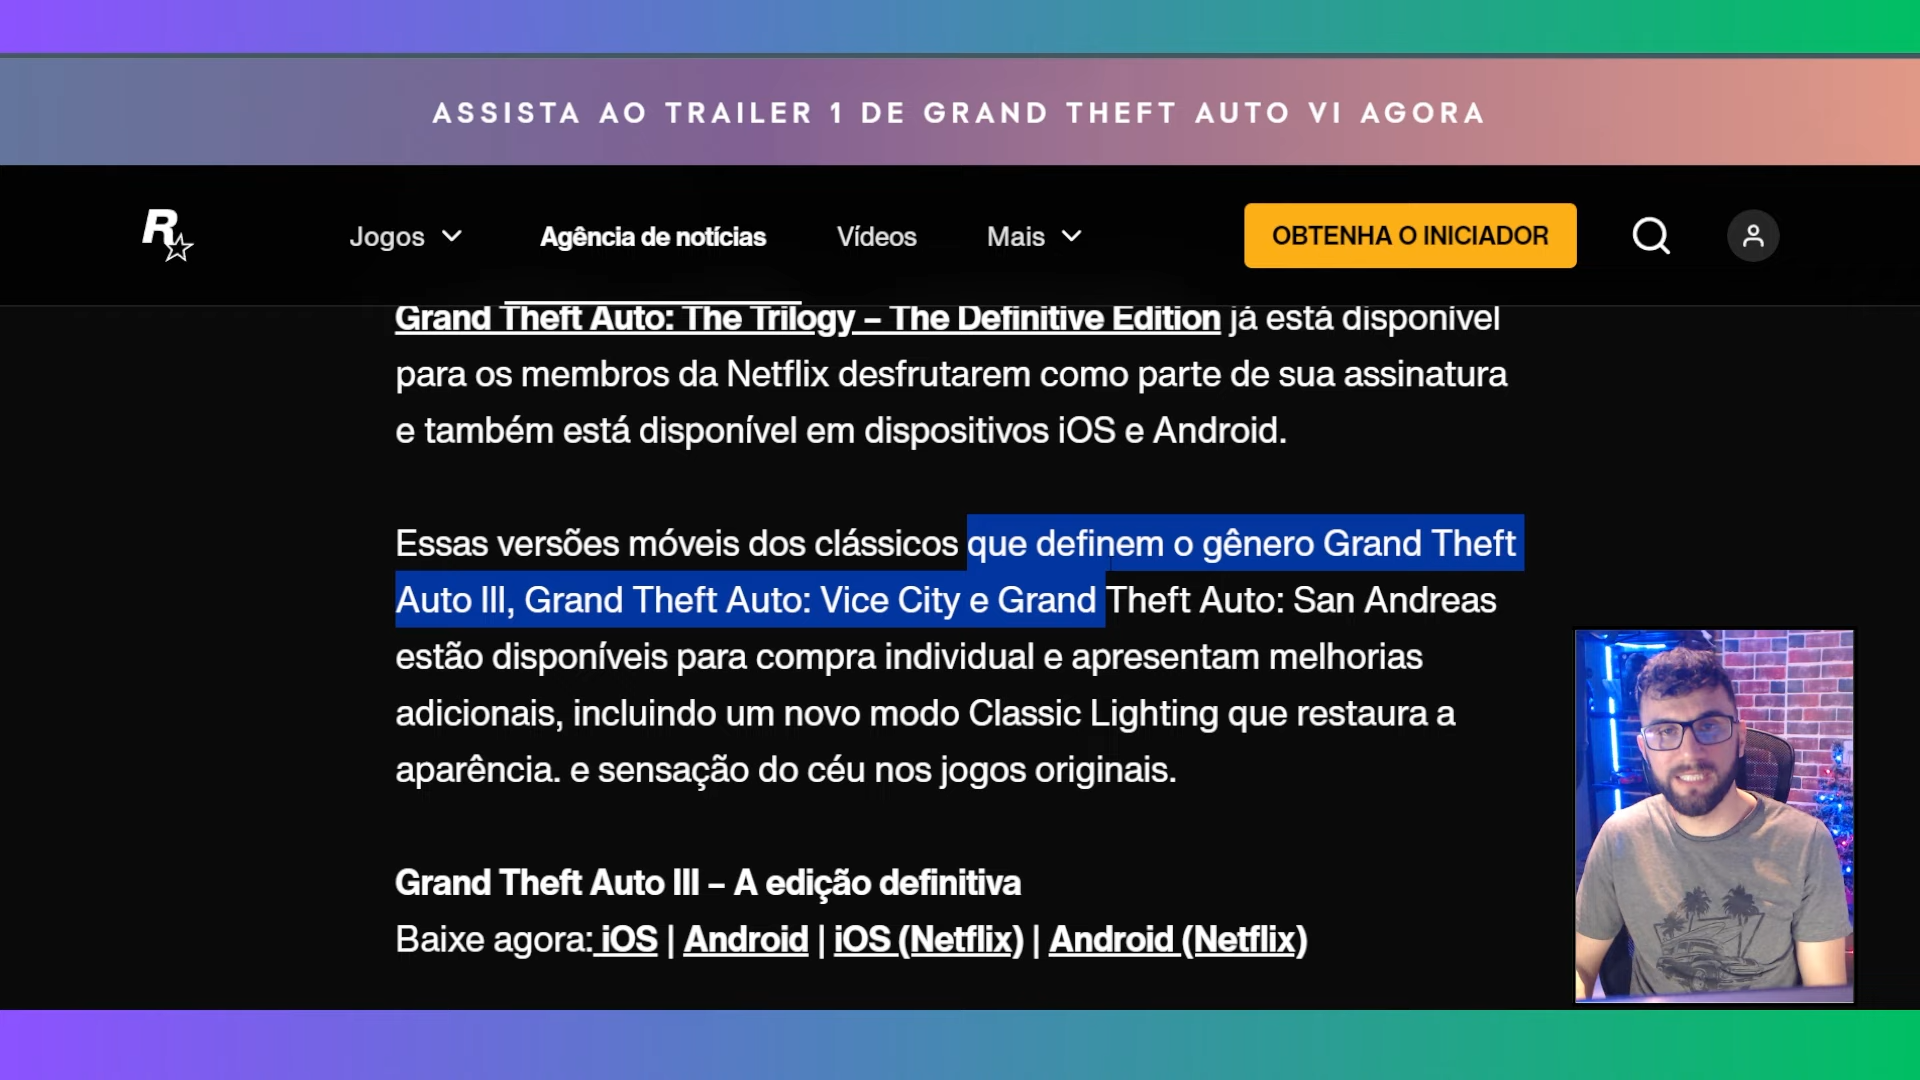 ASSISTA AO TRAILER 1 DE GRAND THEFT AUTO VI AGORA
R
Jogos
Agência de notícias
Vídeos
Mais
OBTENHA O INICIADOR
Grand Theft Auto: The Trilogy – The Definitive Edition já está disponível
para os membros da Netflix desfrutarem como parte de sua assinatura
e também está disponível em dispositivos iOS e Android.
Essas versões móveis dos clássicos que definem o gênero Grand Theft
Auto III, Grand Theft Auto: Vice City e Grand Theft Auto: San Andreas
estão disponíveis para compra individual e apresentam melhorias
adicionais, incluindo um novo modo Classic Lighting que restaura a
aparência. e sensação do céu nos jogos originais.
Grand Theft Auto III – A edição definitiva
Baixe agora: iOS | Android | iOS (Netflix) | Android (Netflix)